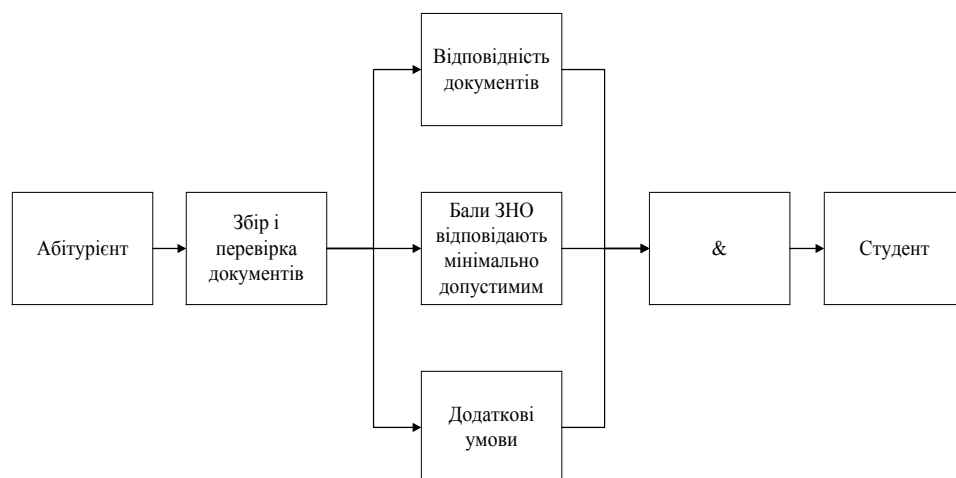 Відповідність
документів
Абітурієнт
Збір і
перевірка
документів
Бали ЗНО
відповідають
мінімально
допустимим
&
Студент
Додаткові
умови